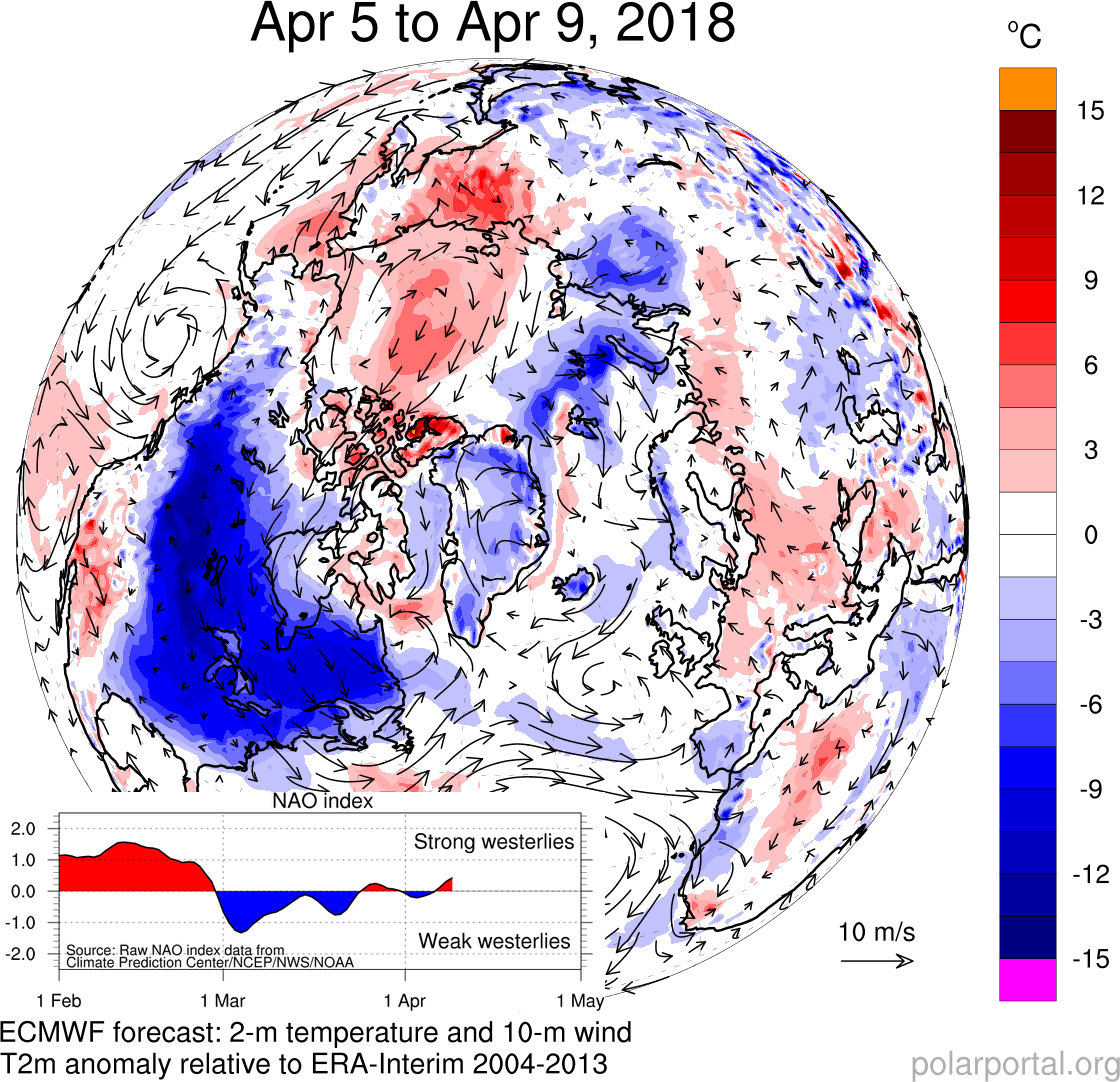 Apr 5 to Apr 9, 2018
oC
15
12
9
6
3
0
-3
-6
-9
-12
-15
NAO index
2.0
1.0
0.0
-1.0
-2.0
Strong westerlies
Weak westerlies
Source: Raw NAO index data from
Climate Prediction Center/NCEP/NWS/NOAA
1 Feb
1 Mar
1 Apr
1 May
10 m/s
ECMWF forecast: 2-m temperature and 10-m wind
T2m anomaly relative to ERA-Interim 2004-2013
polarportal.org